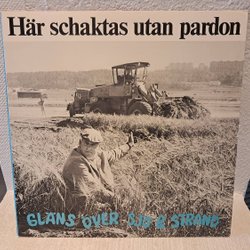 Här schaktas utan pardon
GLANS ÖVER SJÖ & STRAND